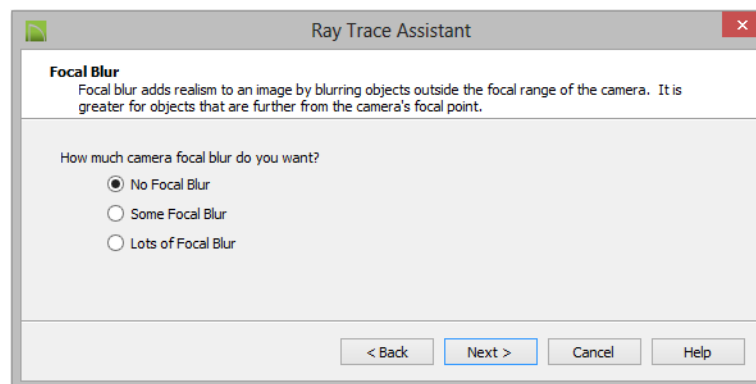 Ray Trace Assistant
Focal Blur
Focal blur adds realism to an image by blurring objects outside the focal range of the camera.  It is
greater for objects that are further from the camera's focal point.
How much camera focal blur do you want?
No Focal Blur
Some Focal Blur
Lots of Focal Blur
< Back Next > Cancel Help